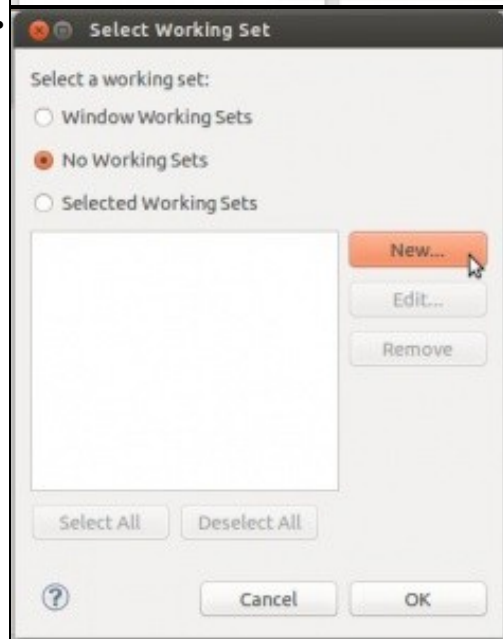 Select Working Set
Select a working set:
Window Working Sets
No Working Sets
Selected Working Sets
New...
Edit...
Remove
Select All Deselect All
? Cancel OK